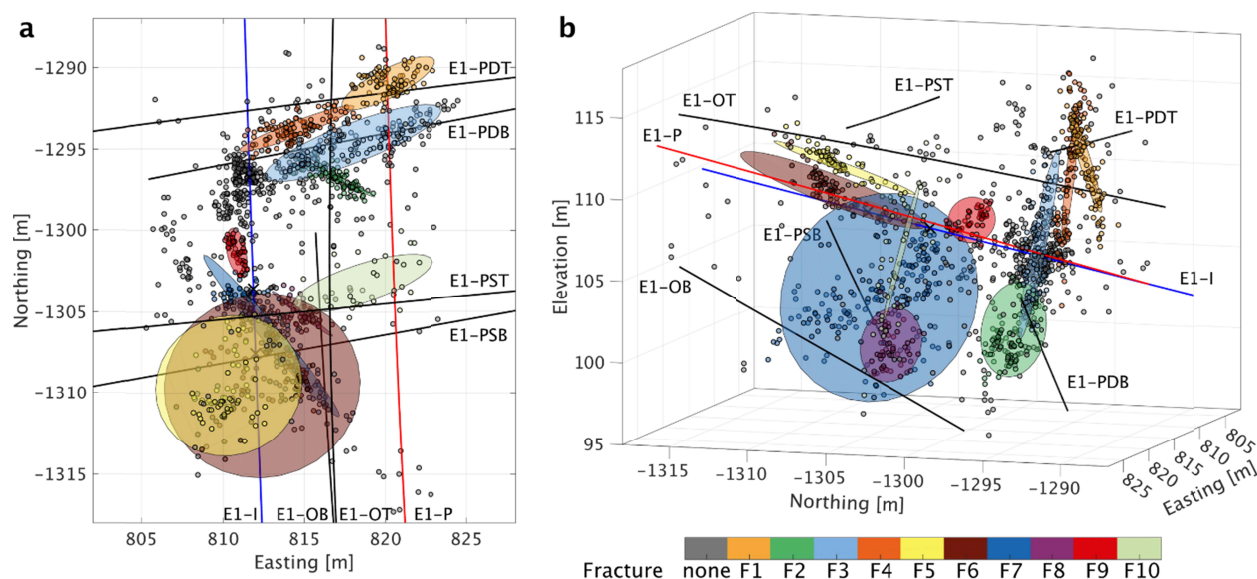 a
b
-1290
-1295
-1300
-1305
-1310
-1315
Northing [m]
805
810
815
820
825
Easting [m]
E1-PDT
E1-PDB
E1-PST
E1-PSB
E1-I
E1-OB
E1-OT
E1-P
115
110
105
100
95
Elevation [m]
E1-OT
E1-PST
E1-P
E1-PDT
E1-PSB
E1-OB
E1-I
E1-PDB
-1315
-1310
-1305
-1300
-1295
-1290
Northing [m]
805
810
815
820
825
Easting [m]
Fracture none F1 F2 F3 F4 F5 F6 F7 F8 F9 F10